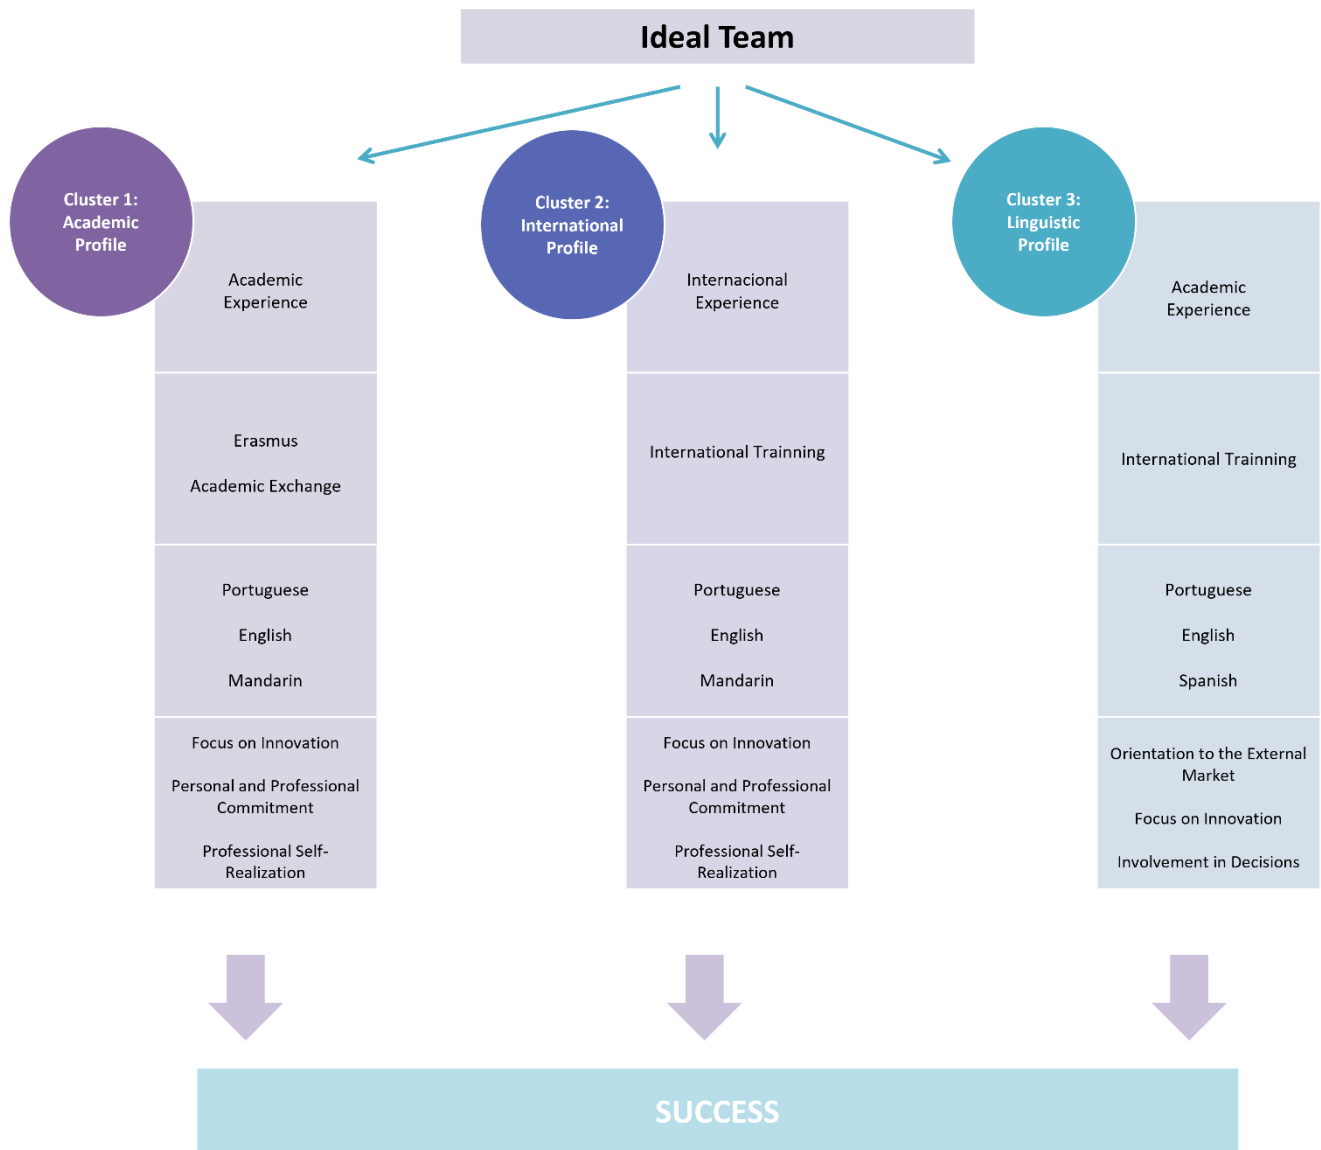 Ideal Team
Cluster 1:
Academic
Profile
Academic
Experience
Erasmus
Academic Exchange
Portuguese
English
Mandarin
Focus on Innovation
Personal and Professional
Commitment
Professional Self-
Realization
Cluster 2:
International
Profile
Internacional
Experience
International Trainning
Portuguese
English
Mandarin
Focus on Innovation
Personal and Professional
Commitment
Professional Self-
Realization
Cluster 3:
Linguistic
Profile
Academic
Experience
International Trainning
Portuguese
English
Spanish
Orientation to the External
Market
Focus on Innovation
Involvement in Decisions
SUCCESS